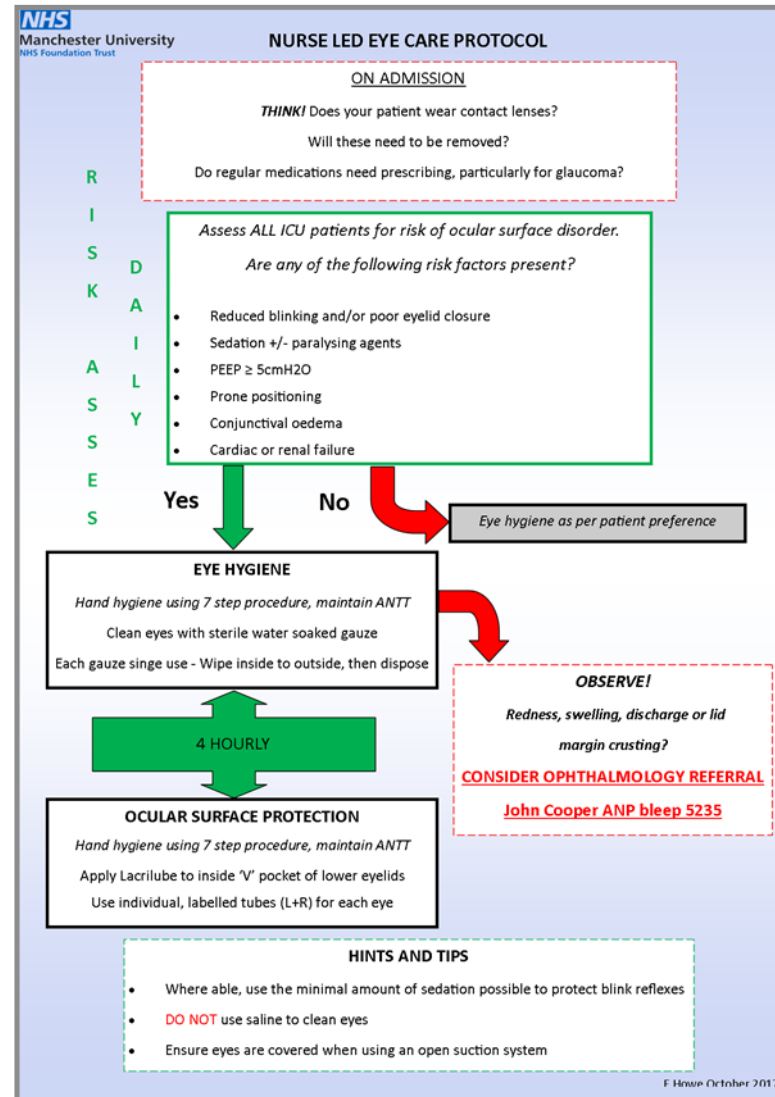 NHS
Manchester University
NHS Foundation Trust
NURSE LED EYE CARE PROTOCOL
ON ADMISSION
THINK! Does your patient wear contact lenses?
Will these need to be removed?
Do regular medications need prescribing, particularly for glaucoma?
RISK ASSES
DAILY
Assess ALL ICU patients for risk of ocular surface disorder.
Are any of the following risk factors present?
• Reduced blinking and/or poor eyelid closure
• Sedation +/- paralysing agents
• PEEP ≥ 5cmH2O
• Prone positioning
• Conjunctival oedema
• Cardiac or renal failure
Yes
No
Eye hygiene as per patient preference
EYE HYGIENE
Hand hygiene using 7 step procedure, maintain ANTT
Clean eyes with sterile water soaked gauze
Each gauze singe use - Wipe inside to outside, then dispose
OBSERVE!
Redness, swelling, discharge or lid
margin crusting?
CONSIDER OPHTHALMOLOGY REFERRAL
John Cooper ANP bleep 5235
4 HOURLY
OCULAR SURFACE PROTECTION
Hand hygiene using 7 step procedure, maintain ANTT
Apply Lacrilube to inside ‘V’ pocket of lower eyelids
Use individual, labelled tubes (L+R) for each eye
HINTS AND TIPS
• Where able, use the minimal amount of sedation possible to protect blink reflexes
• DO NOT use saline to clean eyes
• Ensure eyes are covered when using an open suction system
E Howe October 2017